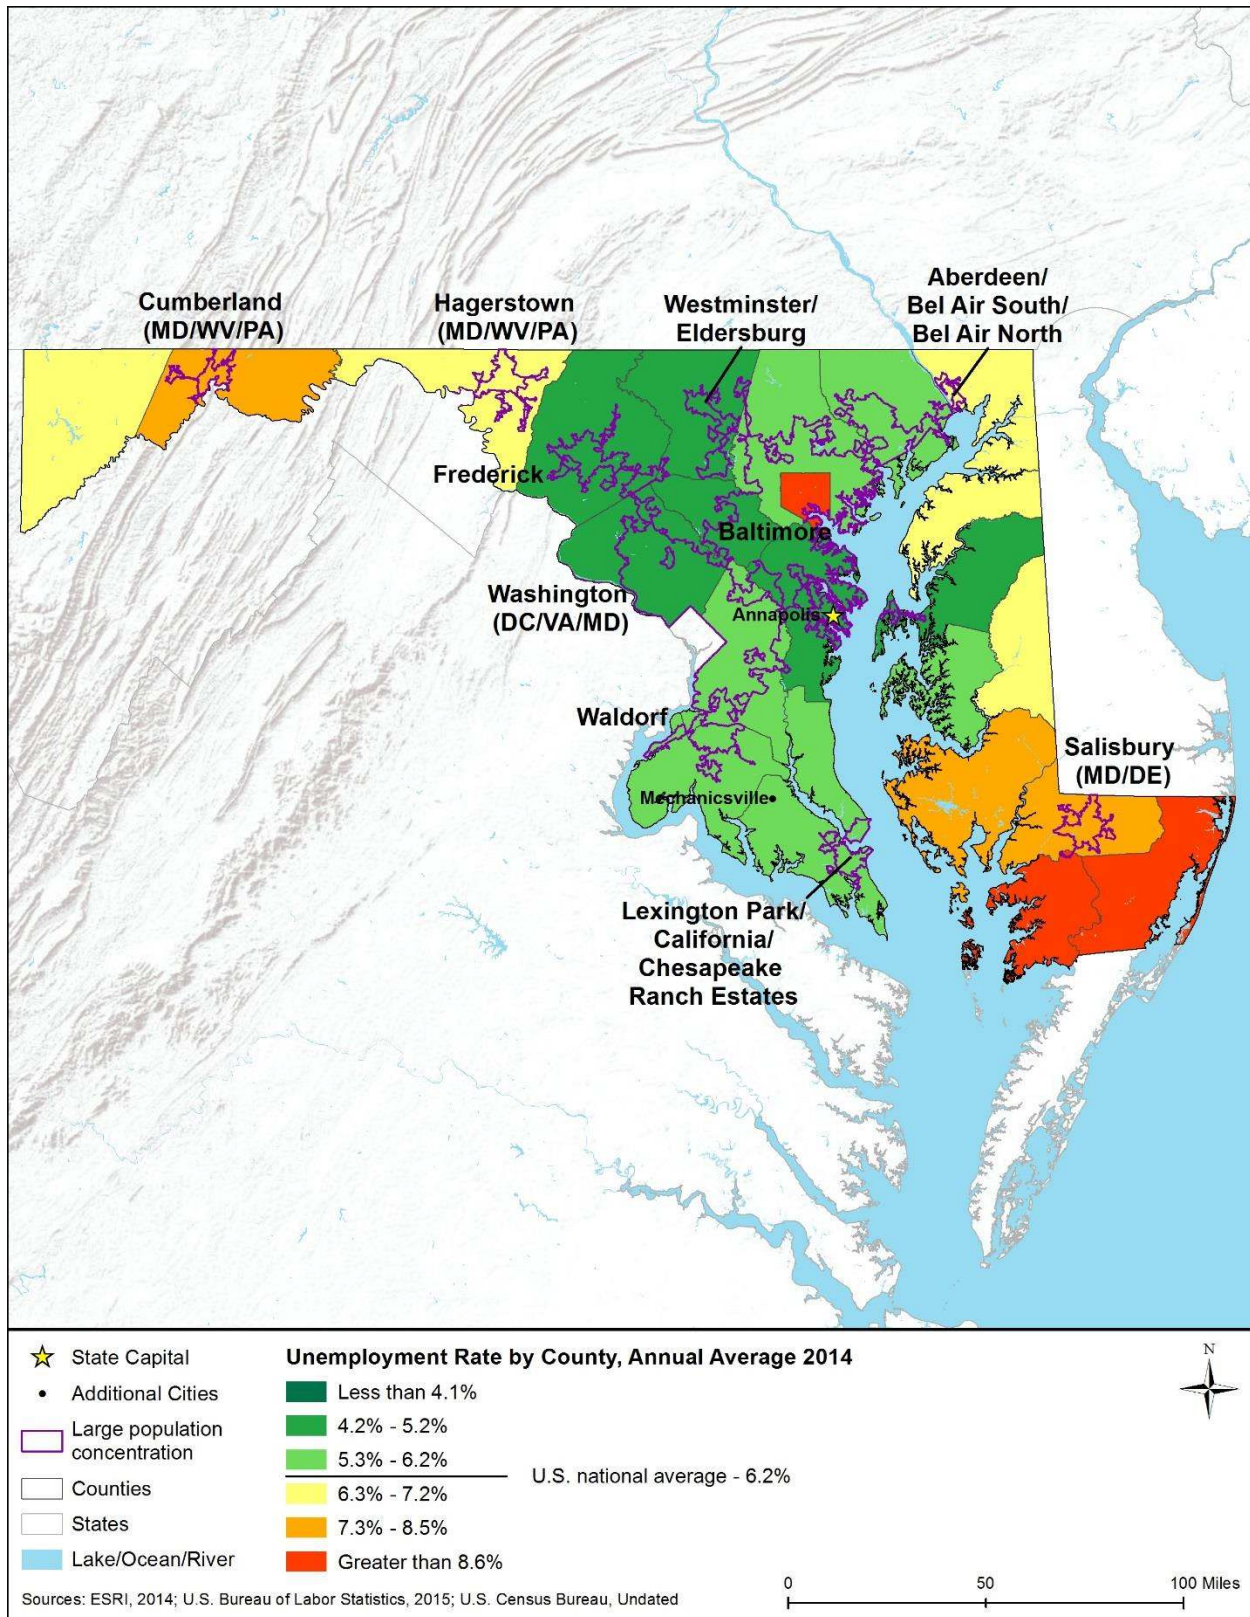 Cumberland
(MD/WV/PA)
Hagerstown
(MD/WV/PA)
Westminster/
Eldersburg
Aberdeen/
Bel Air South/
Bel Air North
Frederick
Baltimore
Washington
(DC/VA/MD)
Annapolis
Waldorf
Salisbury
(MD/DE)
Mechanicsville
Lexington Park/
California/
Chesapeake
Ranch Estates
State Capital
Additional Cities
Large population
concentration
Counties
States
Lake/Ocean/River
Unemployment Rate by County, Annual Average 2014
Less than 4.1%
4.2% - 5.2%
5.3% - 6.2%
U.S. national average - 6.2%
6.3% - 7.2%
7.3% - 8.5%
Greater than 8.6%
N
0 50 100 Miles
Sources: ESRI, 2014; U.S. Bureau of Labor Statistics, 2015; U.S. Census Bureau, Undated